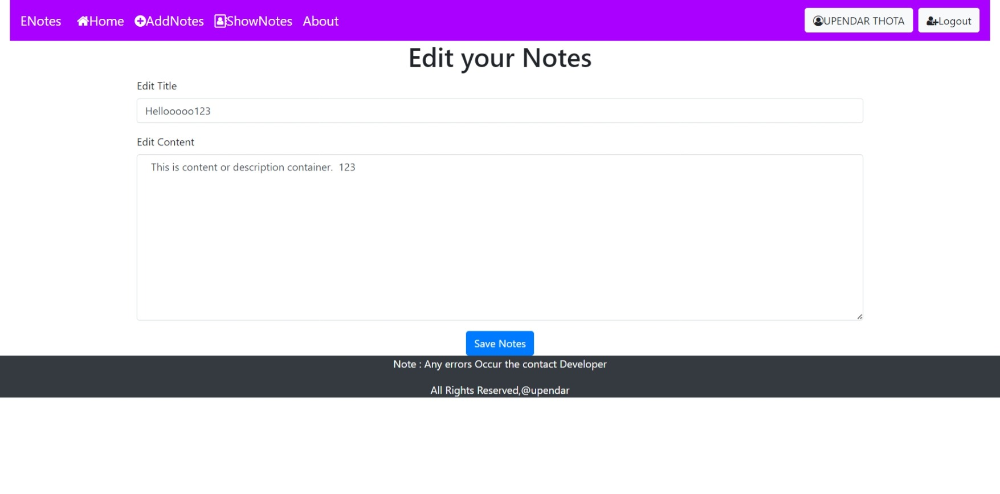 ENotes Home AddNotes ShowNotes About UPENDAR THOTA Logout
Edit your Notes
Edit Title
Hellooooo123
Edit Content
This is content or description container.  123
Save Notes
Note : Any errors Occur the contact Developer
All Rights Reserved,@upendar